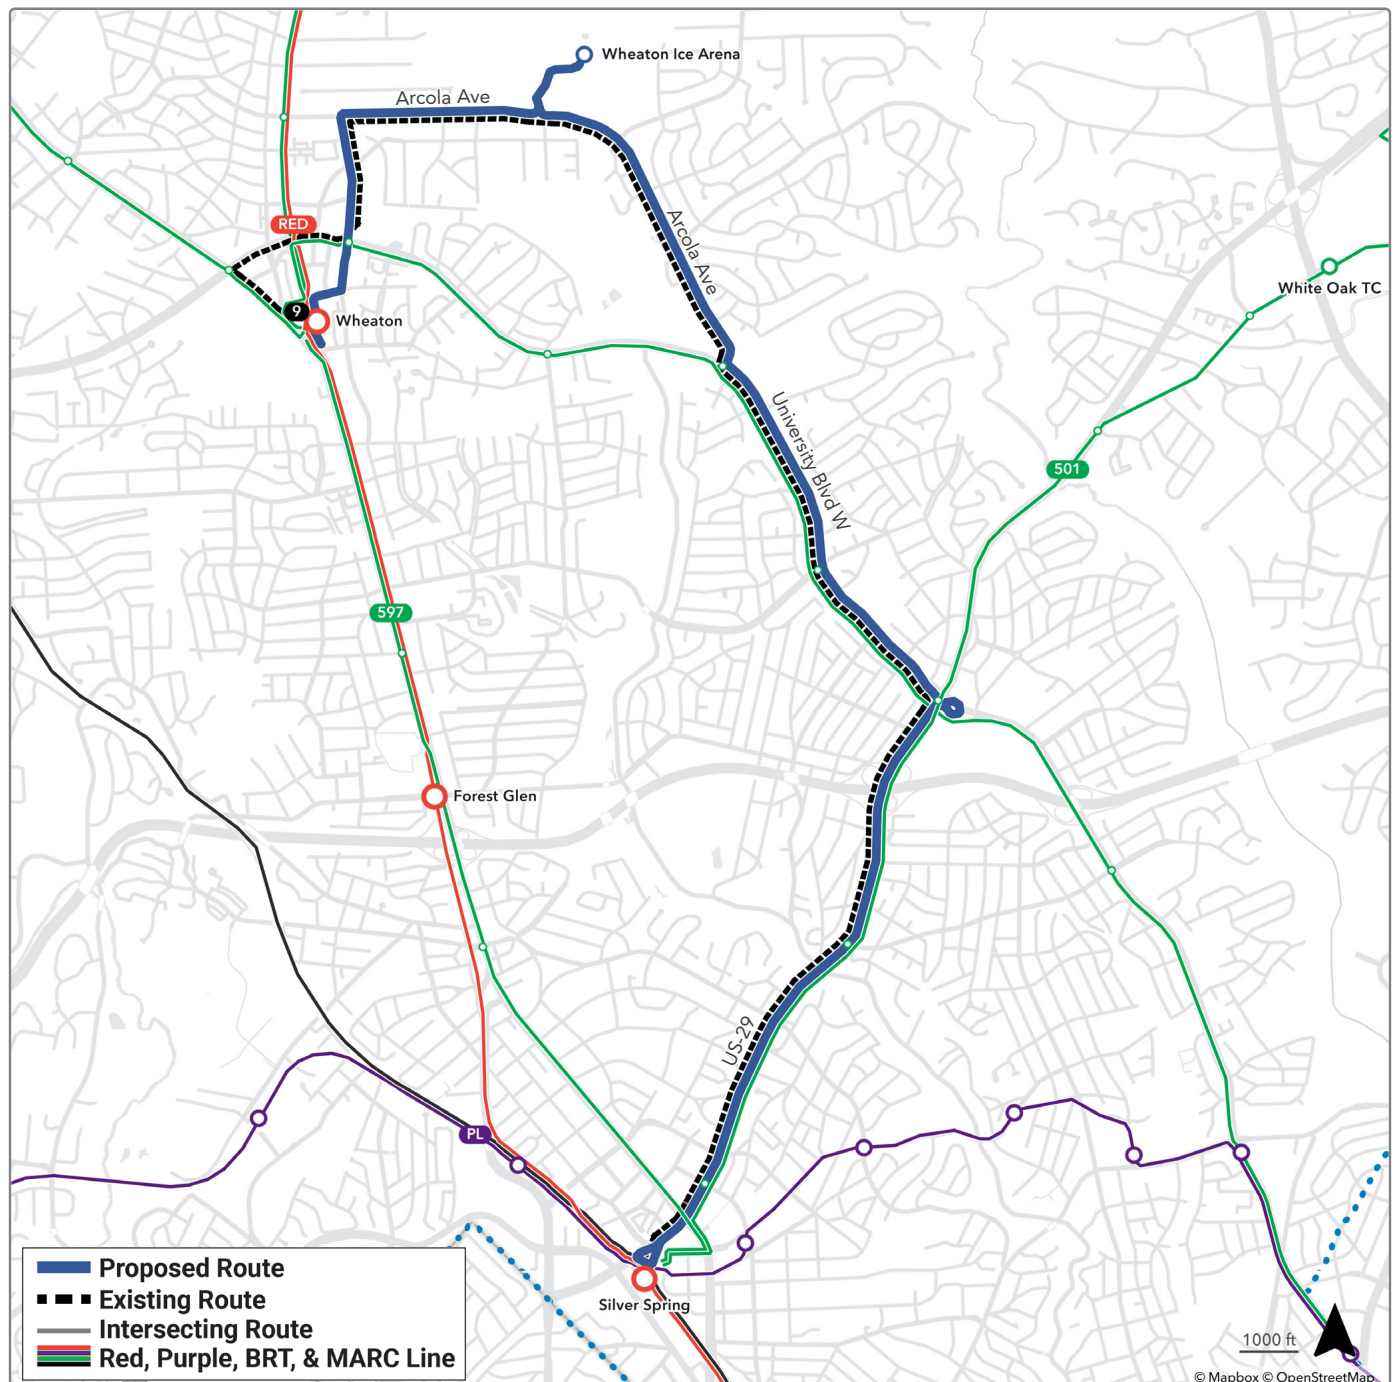 Wheaton Ice Arena
Arcola Ave
Arcola Ave
RED
White Oak TC
9
Wheaton
University Blvd W
501
597
Forest Glen
US-29
PL
Silver Spring
Proposed Route
Existing Route
Intersecting Route
Red, Purple, BRT, & MARC Line
1000 ft
© Mapbox © OpenStreetMap